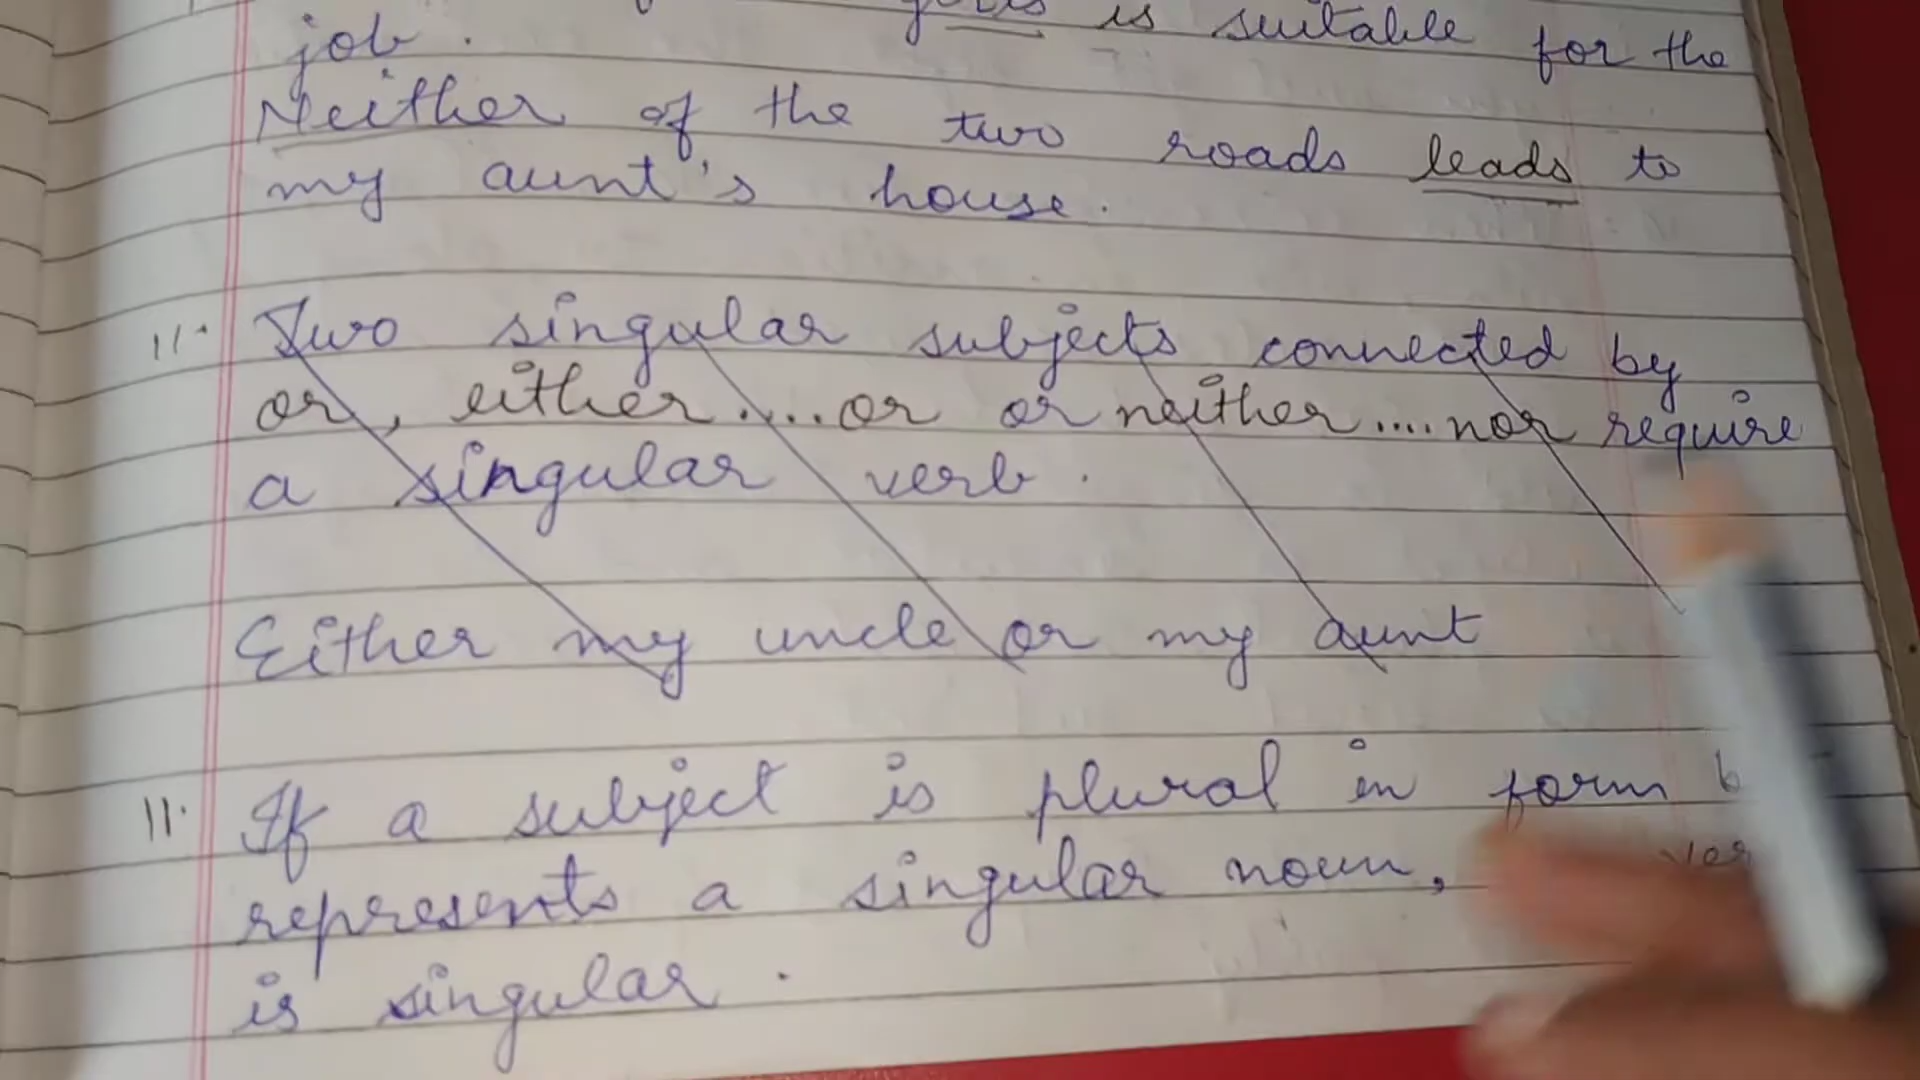 is suitable for the
job.
Neither of the two roads leads to
my aunt's house.
11. Two singular subjects connected by
or, either....or or neither....nor require
a singular verb.
Either my uncle or my aunt
11. If a subject is plural in form
represents a singular noun,
is singular.